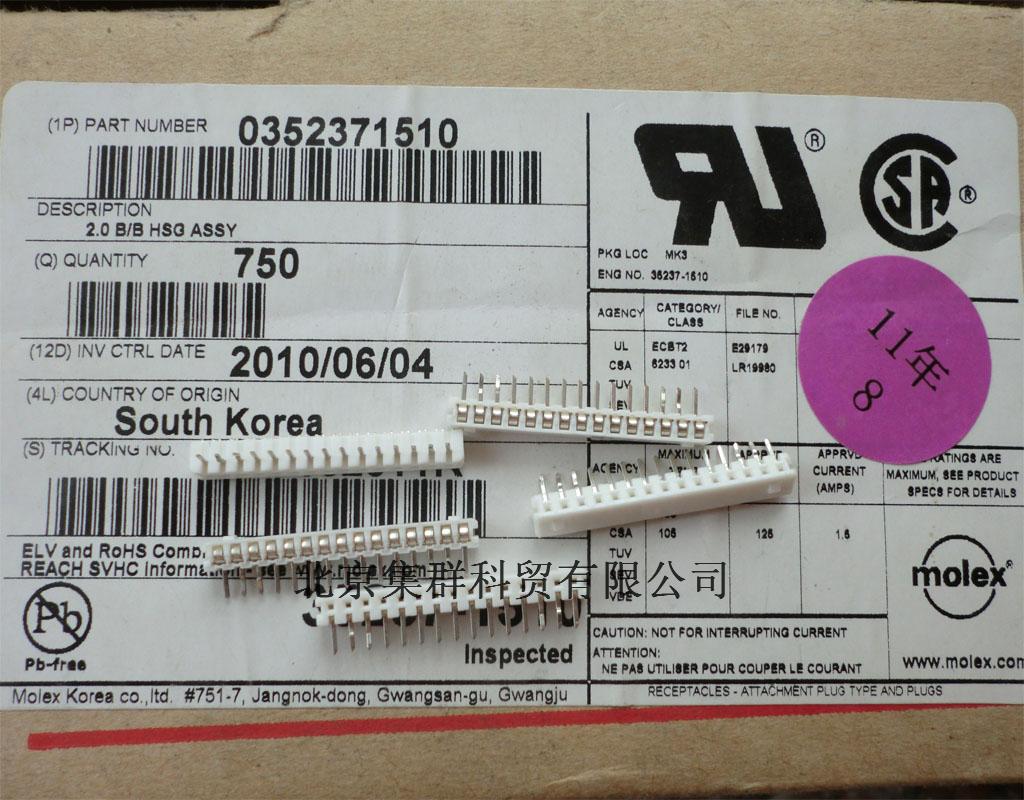 (1P) PART NUMBER 0352371510
DESCRIPTION
2.0 B/B HSG ASSY
(Q) QUANTITY 750
(12D) INV CTRL DATE 2010/06/04
(4L) COUNTRY OF ORIGIN
South Korea
(S) TRACKING NO.
ELV and RoHS
REACH SVHC
Pb
Pb-free
Inspected
Molex Korea co.,ltd. #751-7, Jangnok-dong, Gwangsan-gu, Gwangju
UR®
CSA®
PKG LOC MK3
ENG NO. 35237-1510
AGENCY CATEGORY/ FILE NO.
CLASS
UL ECBT2 E29179
CSA 6233 01 LR19980
TUV
11年
8
AGENCY APPRVD RATINGS ARE
CURRENT MAXIMUM, SEE PRODUCT
(AMPS) SPECS FOR DETAILS
CSA 105 125 1.5
TUV
VDE
molex®
CAUTION: NOT FOR INTERRUPTING CURRENT
ATTENTION:
NE PAS UTILISER POUR COUPER LE COURANT
www.molex.com
RECEPTACLES - ATTACHMENT PLUG TYPE AND PLUGS
北京集群科贸有限公司